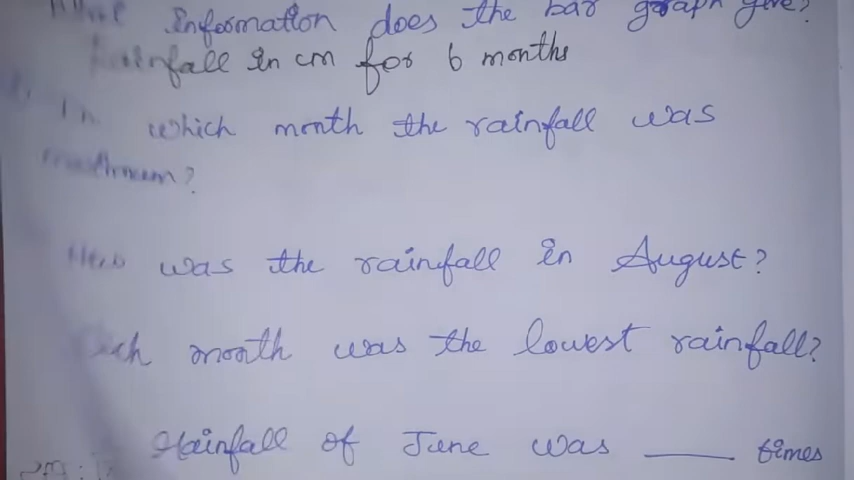 Information does the bar graph give?
Rainfall in cm for 6 months
In which month the rainfall was
How was the rainfall in August?
month was the lowest rainfall?
Rainfall of June was ____ times